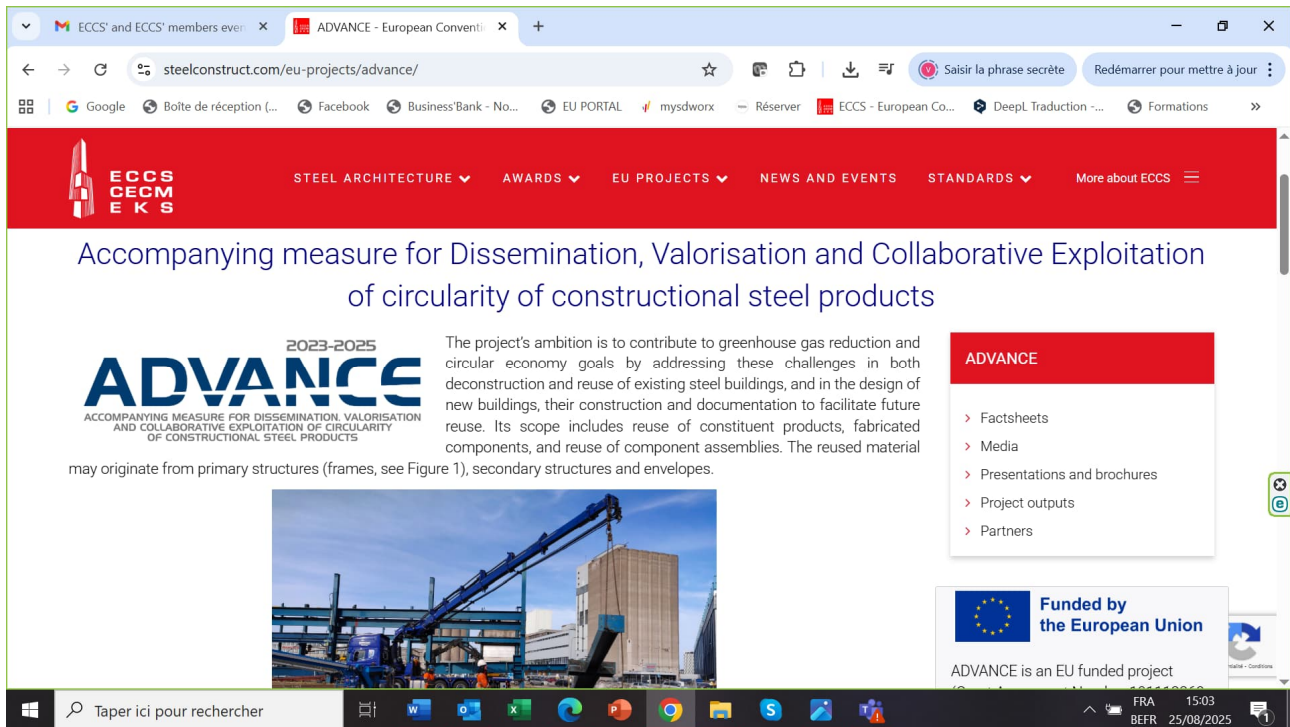 ECCS' and ECCS' members even
ADVANCE - European Conventi
steelconstruct.com/eu-projects/advance/
Saisir la phrase secrète
Redémarrer pour mettre à jour
Google
Boîte de réception (...
Facebook
Business'Bank - No...
EU PORTAL
mysdworx
Réserver
ECCS - European Co...
DeepL Traduction -...
Formations
ECCS
CECM
EKS
STEEL ARCHITECTURE
AWARDS
EU PROJECTS
NEWS AND EVENTS
STANDARDS
More about ECCS
Accompanying measure for Dissemination, Valorisation and Collaborative Exploitation
of circularity of constructional steel products
2023-2025
ADVANCE
ACCOMPANYING MEASURE FOR DISSEMINATION, VALORISATION
AND COLLABORATIVE EXPLOITATION OF CIRCULARITY
OF CONSTRUCTIONAL STEEL PRODUCTS
The project's ambition is to contribute to greenhouse gas reduction and
circular economy goals by addressing these challenges in both
deconstruction and reuse of existing steel buildings, and in the design of
new buildings, their construction and documentation to facilitate future
reuse. Its scope includes reuse of constituent products, fabricated
components, and reuse of component assemblies. The reused material
may originate from primary structures (frames, see Figure 1), secondary structures and envelopes.
ADVANCE
Factsheets
Media
Presentations and brochures
Project outputs
Partners
Funded by
the European Union
ADVANCE is an EU funded project
Conditions
Taper ici pour rechercher
FRA
BEFR
15:03
25/08/2025
1